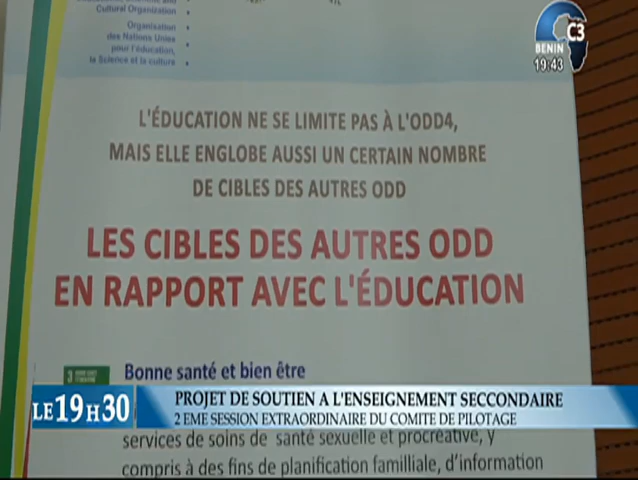 Cultural Organization
Organisation
des Nations Unies
pour l'éducation,
la Science et la culture
C3
BENIN
19:43
L'ÉDUCATION NE SE LIMITE PAS À L'ODD4,
MAIS ELLE ENGLOBE AUSSI UN CERTAIN NOMBRE
DE CIBLES DES AUTRES ODD
LES CIBLES DES AUTRES ODD
EN RAPPORT AVEC L'ÉDUCATION
3
Bonne santé et bien être
LE 19H30
PROJET DE SOUTIEN A L'ENSEIGNEMENT SECCONDAIRE
2 EME SESSION EXTRAORDINAIRE DU COMITE DE PILOTAGE
services de soins de santé sexuelle et procréative, y
compris à des fins de planification familliale, d'information